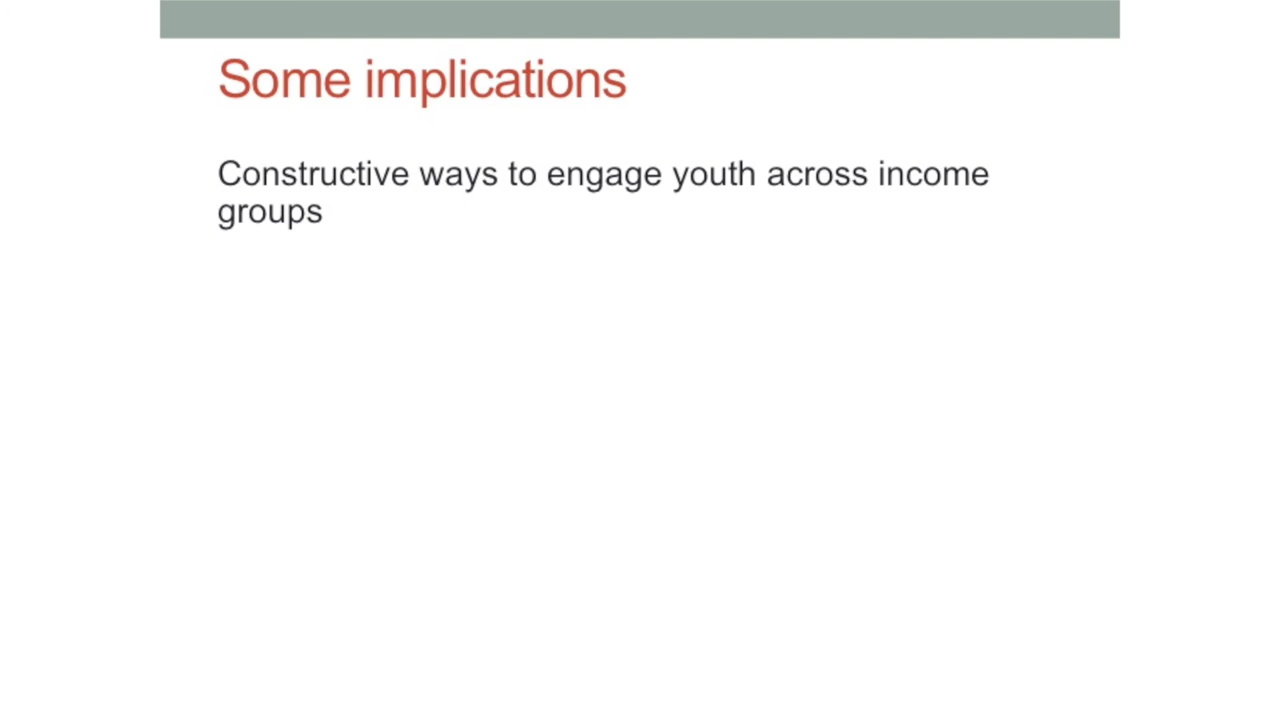 Some implications
Constructive ways to engage youth across income
groups